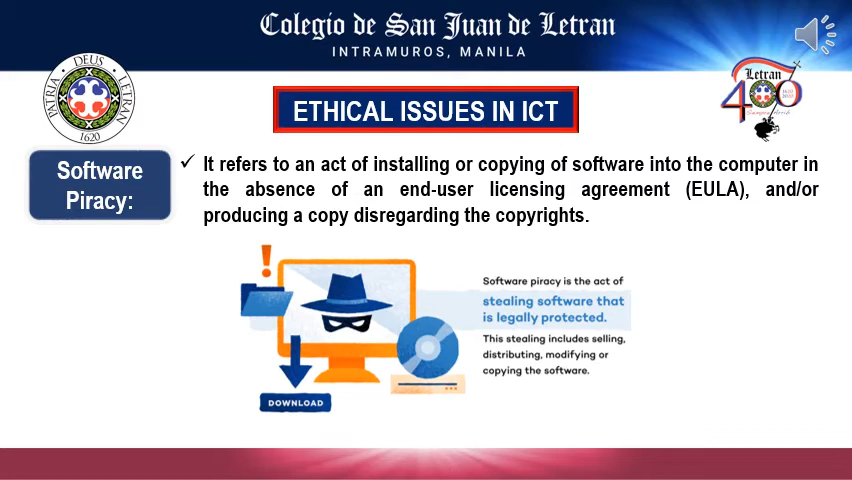 Colegio de San Juan de Letran
INTRAMUROS, MANILA
DEUS
PATRIA
LETRAN
1620
Letran
400
ETHICAL ISSUES IN ICT
Software
Piracy:
✓ It refers to an act of installing or copying of software into the computer in
the absence of an end-user licensing agreement (EULA), and/or
producing a copy disregarding the copyrights.
!
Software piracy is the act of
stealing software that
is legally protected.
This stealing includes selling,
distributing, modifying or
copying the software.
DOWNLOAD